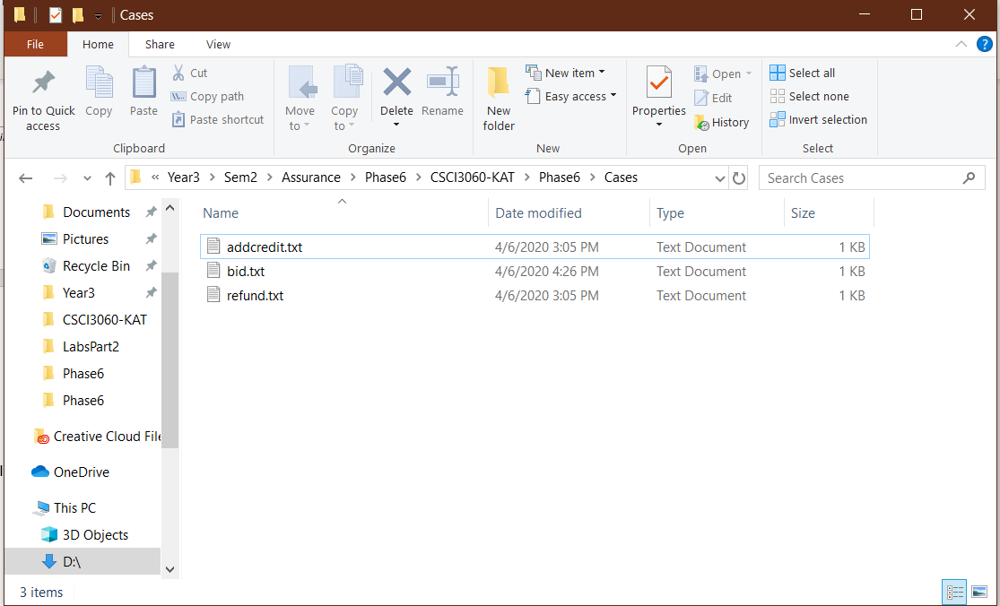 Cases
File Home Share View
Pin to Quick access
Copy
Paste
Cut
Copy path
Paste shortcut
Clipboard
Move to
Copy to
Delete
Rename
Organize
New folder
New item
Easy access
New
Properties
Open
Edit
History
Open
Select all
Select none
Invert selection
Select
« Year3 > Sem2 > Assurance > Phase6 > CSCI3060-KAT > Phase6 > Cases
Search Cases
Documents
Pictures
Recycle Bin
Year3
CSCI3060-KAT
LabsPart2
Phase6
Phase6
Creative Cloud File
OneDrive
This PC
3D Objects
D:\
Name Date modified Type Size
addcredit.txt 4/6/2020 3:05 PM Text Document 1 KB
bid.txt 4/6/2020 4:26 PM Text Document 1 KB
refund.txt 4/6/2020 3:05 PM Text Document 1 KB
3 items